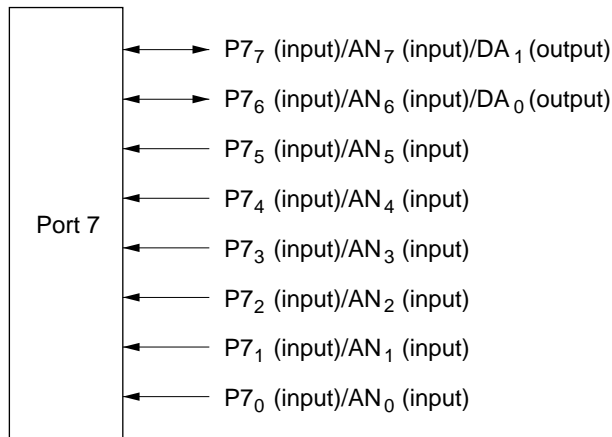 P7₇ (input)/AN₇ (input)/DA₁ (output)
P7₆ (input)/AN₆ (input)/DA₀ (output)
P7₅ (input)/AN₅ (input)
P7₄ (input)/AN₄ (input)
Port 7
P7₃ (input)/AN₃ (input)
P7₂ (input)/AN₂ (input)
P7₁ (input)/AN₁ (input)
P7₀ (input)/AN₀ (input)